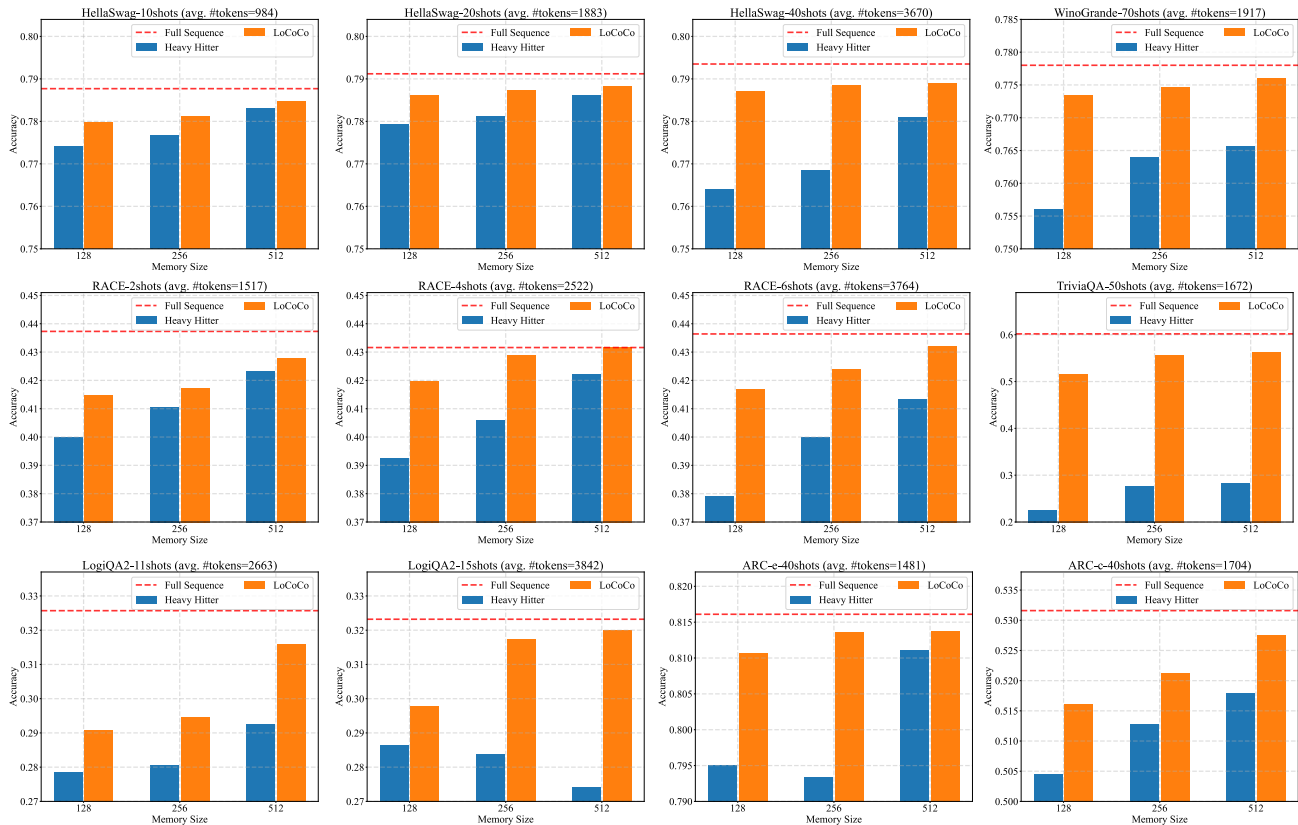 HellaSwag-10shots (avg. #tokens=984)
Full Sequence
Heavy Hitter
LoCoCo
Accuracy
0.80
0.79
0.78
0.77
0.76
0.75
128
256
512
Memory Size
HellaSwag-20shots (avg. #tokens=1883)
Full Sequence
Heavy Hitter
LoCoCo
Accuracy
0.80
0.79
0.78
0.77
0.76
0.75
128
256
512
Memory Size
HellaSwag-40shots (avg. #tokens=3670)
Full Sequence
Heavy Hitter
LoCoCo
Accuracy
0.80
0.79
0.78
0.77
0.76
0.75
128
256
512
Memory Size
WinoGrande-70shots (avg. #tokens=1917)
Full Sequence
Heavy Hitter
LoCoCo
Accuracy
0.785
0.780
0.775
0.770
0.765
0.760
0.755
0.750
128
256
512
Memory Size
RACE-2shots (avg. #tokens=1517)
Full Sequence
Heavy Hitter
LoCoCo
Accuracy
0.45
0.44
0.43
0.42
0.41
0.40
0.39
0.38
0.37
128
256
512
Memory Size
RACE-4shots (avg. #tokens=2522)
Full Sequence
Heavy Hitter
LoCoCo
Accuracy
0.45
0.44
0.43
0.42
0.41
0.40
0.39
0.38
0.37
128
256
512
Memory Size
RACE-6shots (avg. #tokens=3764)
Full Sequence
Heavy Hitter
LoCoCo
Accuracy
0.45
0.44
0.43
0.42
0.41
0.40
0.39
0.38
0.37
128
256
512
Memory Size
TriviaQA-50shots (avg. #tokens=1672)
Full Sequence
Heavy Hitter
LoCoCo
Accuracy
0.6
0.5
0.4
0.3
0.2
128
256
512
Memory Size
LogiQA2-11shots (avg. #tokens=2663)
Full Sequence
Heavy Hitter
LoCoCo
Accuracy
0.33
0.32
0.31
0.30
0.29
0.28
0.27
128
256
512
Memory Size
LogiQA2-15shots (avg. #tokens=3842)
Full Sequence
Heavy Hitter
LoCoCo
Accuracy
0.33
0.32
0.31
0.30
0.29
0.28
0.27
128
256
512
Memory Size
ARC-e-40shots (avg. #tokens=1481)
Full Sequence
Heavy Hitter
LoCoCo
Accuracy
0.820
0.815
0.810
0.805
0.800
0.795
0.790
128
256
512
Memory Size
ARC-c-40shots (avg. #tokens=1704)
Full Sequence
Heavy Hitter
LoCoCo
Accuracy
0.535
0.530
0.525
0.520
0.515
0.510
0.505
0.500
128
256
512
Memory Size